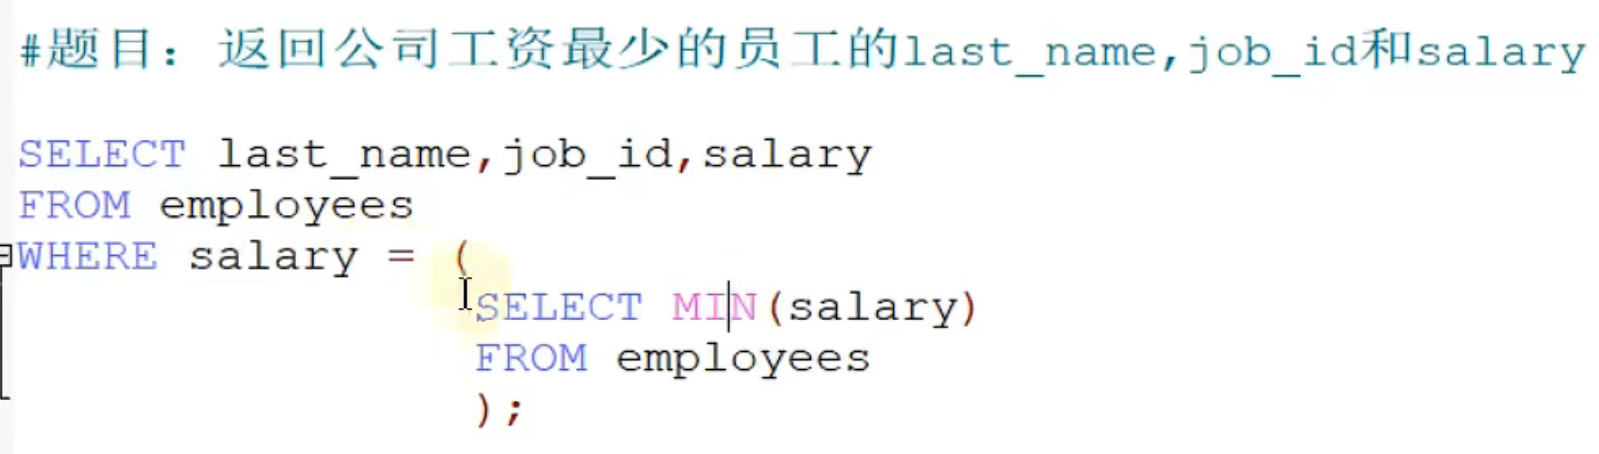 #题目：返回公司工资最少的员工的last_name,job_id和salary
SELECT last_name,job_id,salary
FROM employees
WHERE salary = (
SELECT MIN(salary)
FROM employees
);